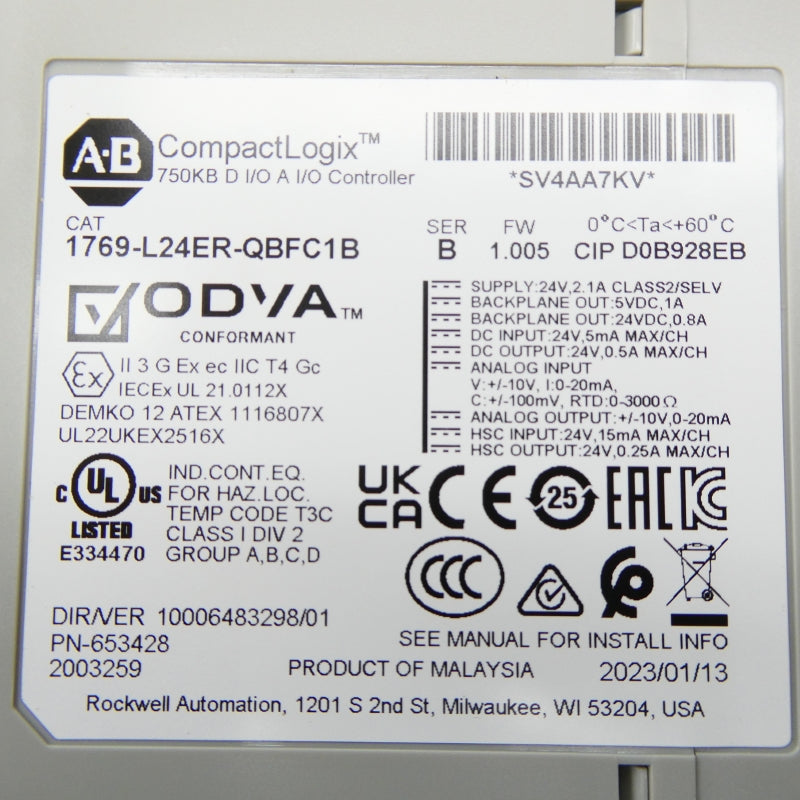 A·B CompactLogix™
750KB D I/O A I/O Controller
*SV4AA7KV*
CAT
1769-L24ER-QBFC1B
SER FW 0°C<Ta<+60°C
B 1.005 CIP D0B928EB
ODVA™
CONFORMANT
Ex II 3 G Ex ec IIC T4 Gc
IECEx UL 21.0112X
DEMKO 12 ATEX 1116807X
UL22UKEX2516X
SUPPLY:24V,2.1A CLASS2/SELV
BACKPLANE OUT:5VDC,1A
BACKPLANE OUT:24VDC,0.8A
DC INPUT:24V,5mA MAX/CH
DC OUTPUT:24V,0.5A MAX/CH
ANALOG INPUT
V:+/-10V, I:0-20mA,
C:+/-100mV, RTD:0-3000Ω
ANALOG OUTPUT:+/-10V,0-20mA
HSC INPUT:24V,15mA MAX/CH
HSC OUTPUT:24V,0.25A MAX/CH
C UL US
LISTED
E334470
IND.CONT.EQ.
FOR HAZ.LOC.
TEMP CODE T3C
CLASS I DIV 2
GROUP A,B,C,D
UK
CA
CE
25
EAC
KC
CCC
DIR/VER 10006483298/01
PN-653428
2003259
SEE MANUAL FOR INSTALL INFO
PRODUCT OF MALAYSIA
2023/01/13
Rockwell Automation, 1201 S 2nd St, Milwaukee, WI 53204, USA